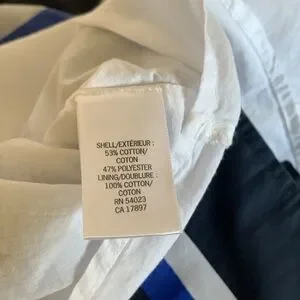 SHELL/EXTÉRIEUR :
53% COTTON/
COTON
47% POLYESTER
LINING/DOUBLURE :
100% COTTON/
COTON
RN 54023
CA 17897